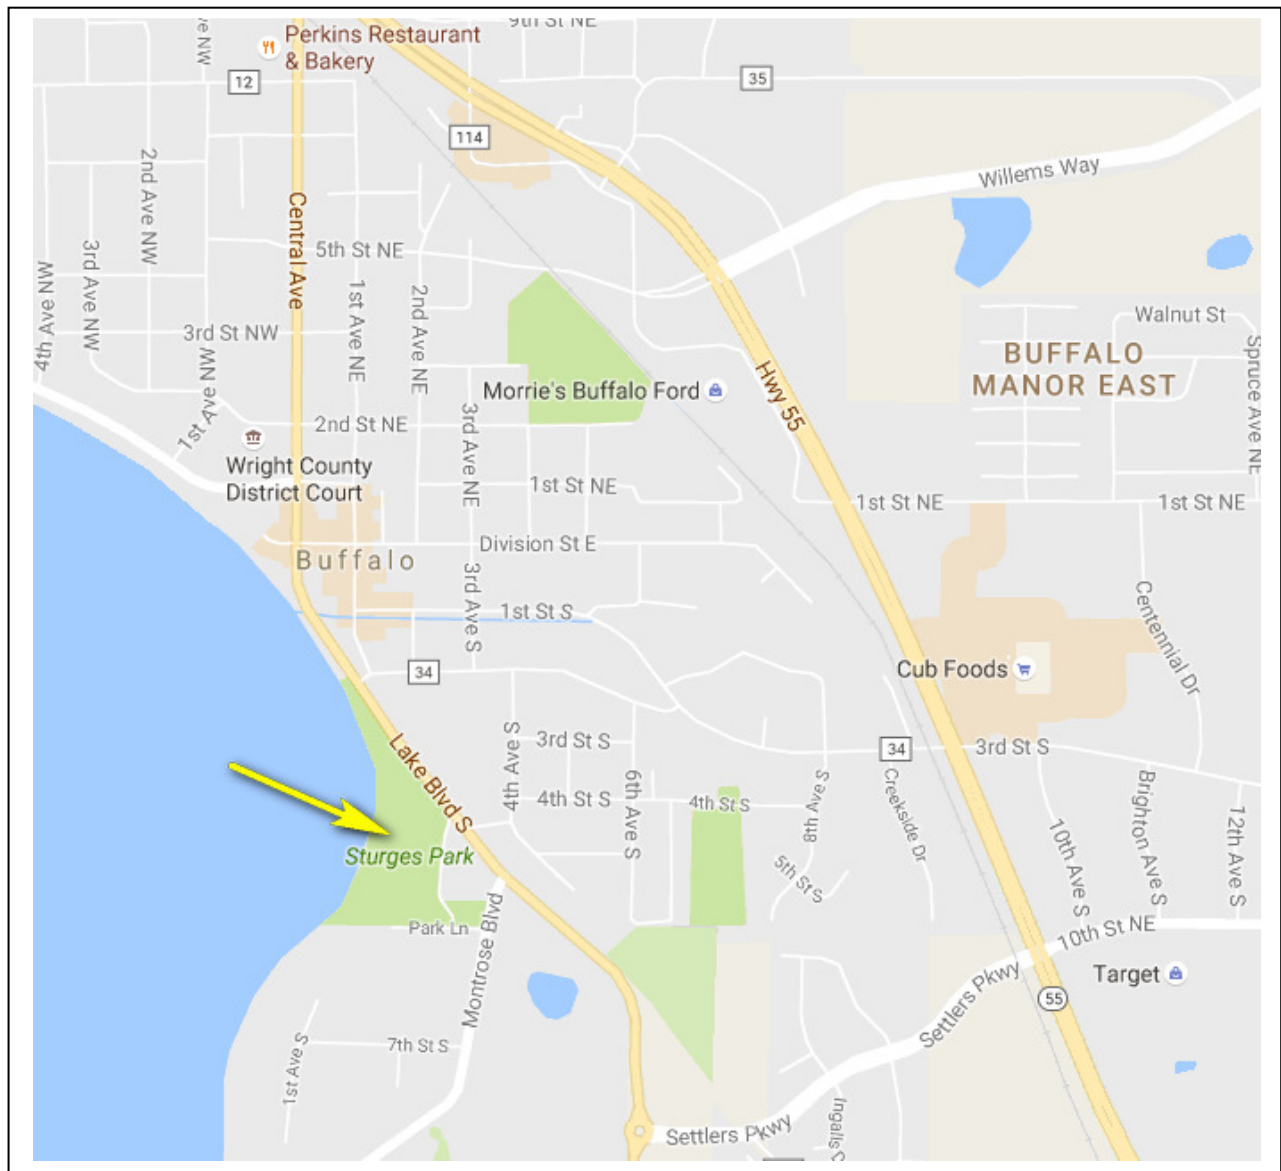 9th St NE
Perkins Restaurant
& Bakery
12
35
114
2nd Ave NW
Willems Way
Central Ave
5th St NE
3rd Ave NW
4th Ave NW
1st Ave NE
2nd Ave NE
3rd St NW
Walnut St
BUFFALO
MANOR EAST
Spruce Ave NE
Hwy 55
Morrie's Buffalo Ford
1st Ave NW
2nd St NE
3rd Ave NE
Wright County
District Court
1st St NE
1st St NE
1st St NE
Division St E
Buffalo
3rd Ave S
1st St S
Centennial Dr
34
Cub Foods
Lake Blvd S
4th Ave S
3rd St S
34
3rd St S
6th Ave S
4th St S
4th St S
8th Ave S
Creekside Dr
10th Ave S
Brighton Ave S
12th Ave S
Sturges Park
5th St S
Park Ln
Montrose Blvd
10th St NE
Settlers Pkwy
Target
55
1st Ave S
7th St S
Settlers Pkwy